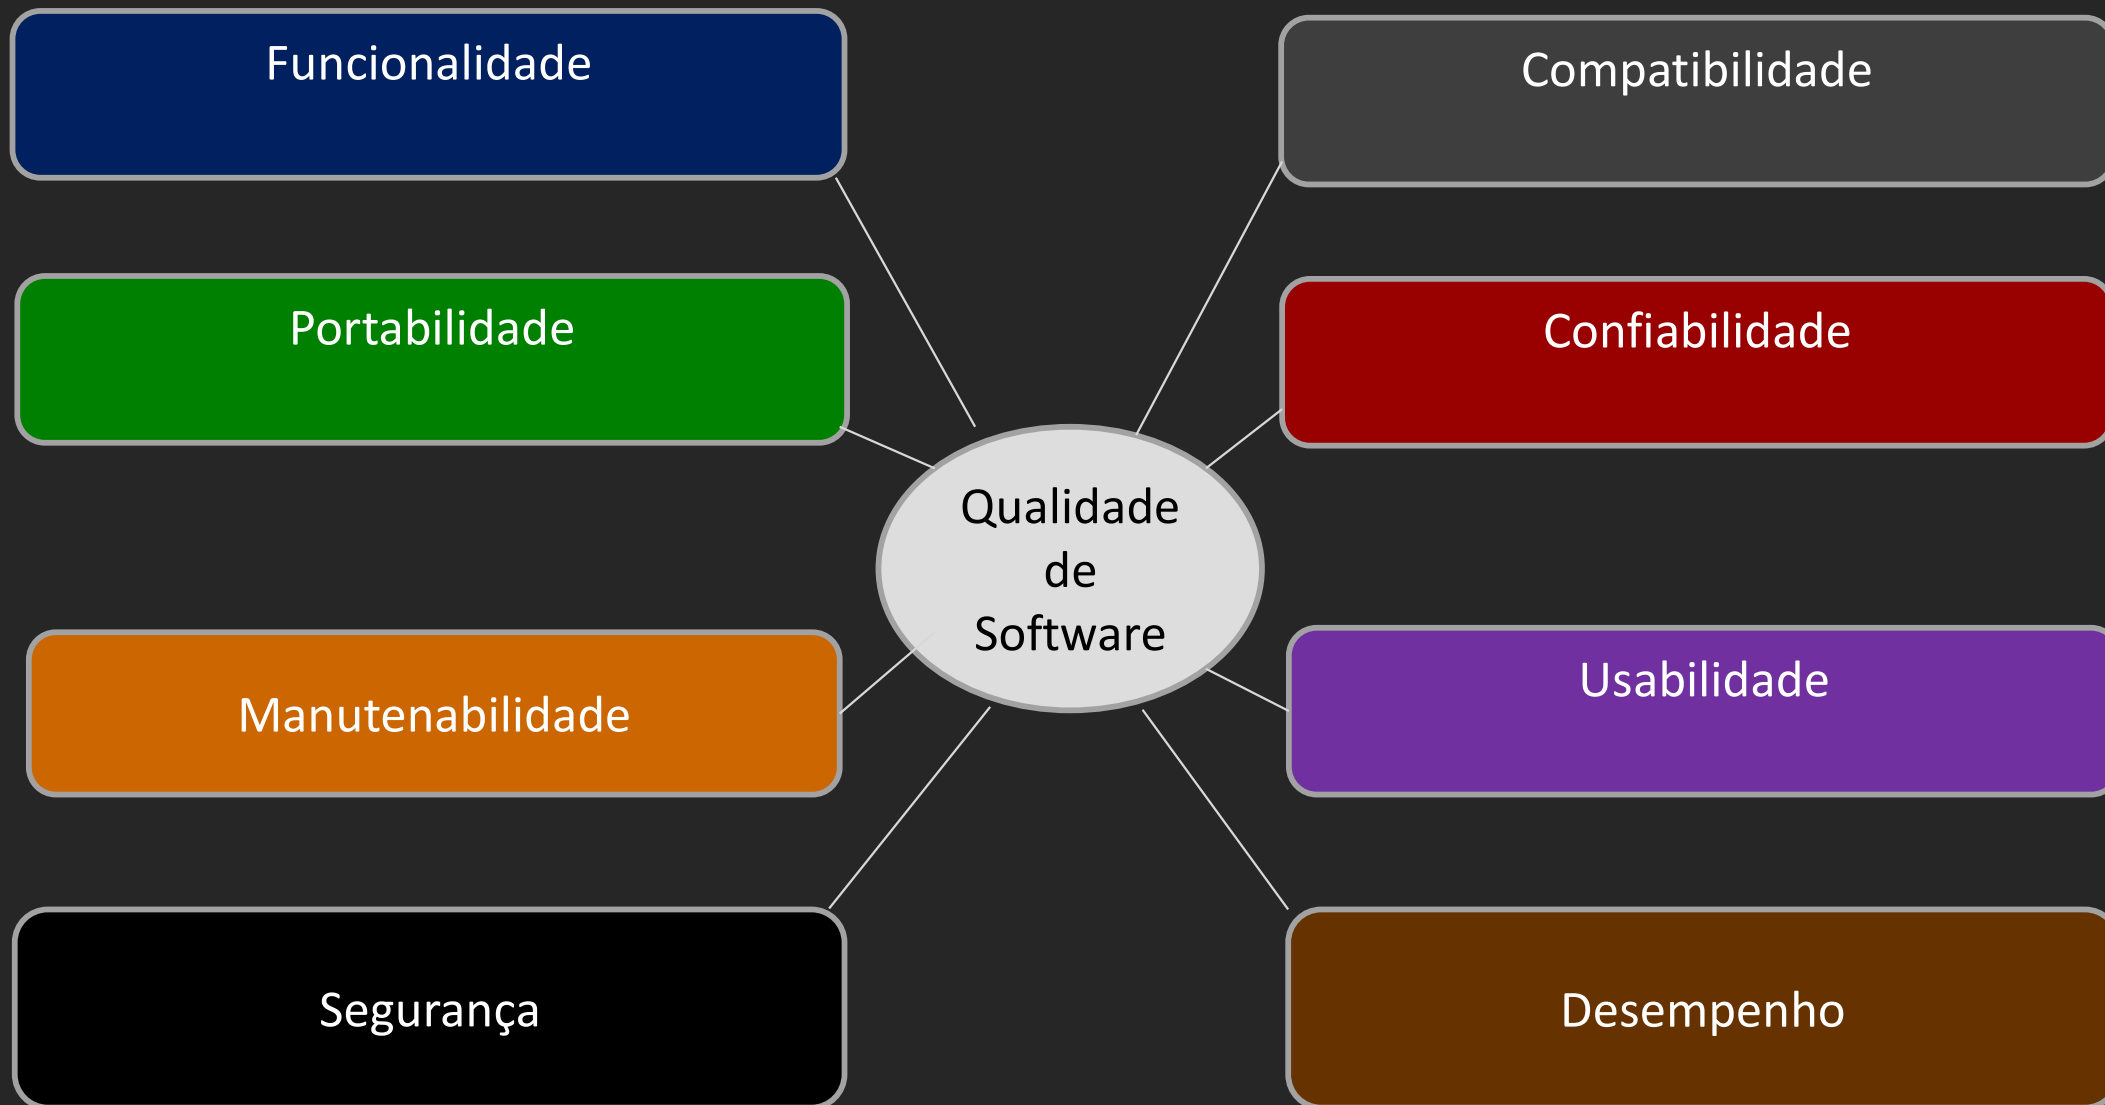 Funcionalidade
Compatibilidade
Portabilidade
Confiabilidade
Qualidade
de
Software
Manutenabilidade
Usabilidade
Segurança
Desempenho